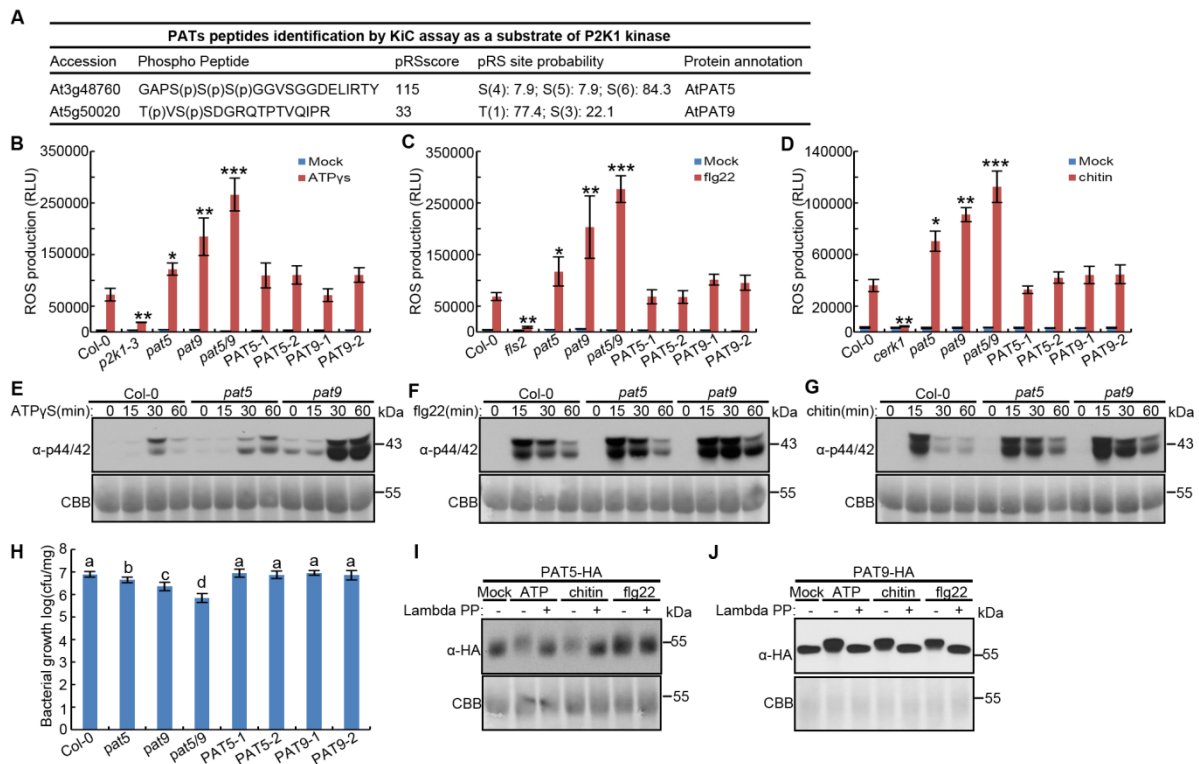 A
PATs peptides identification by KiC assay as a substrate of P2K1 kinase
Accession Phospho Peptide pRSscore pRS site probability Protein annotation
At3g48760 GAPS(p)S(p)S(p)GGVSGGDELIRTY 115 S(4): 7.9; S(5): 7.9; S(6): 84.3 AtPAT5
At5g50020 T(p)VS(p)SDGRQTPTVQIPR 33 T(1): 77.4; S(3): 22.1 AtPAT9
B
ROS production (RLU)
350000
300000
250000
200000
150000
100000
50000
0
Mock
ATPγs
* ** *** **
Col-0 p2k1-3 pat5 pat9 pat5/9 PAT5-1 PAT5-2 PAT9-1 PAT9-2
C
ROS production (RLU)
350000
300000
250000
200000
150000
100000
50000
0
Mock
flg22
** * ** ***
Col-0 fls2 pat5 pat9 pat5/9 PAT5-1 PAT5-2 PAT9-1 PAT9-2
D
ROS production (RLU)
140000
100000
60000
20000
0
Mock
chitin
** * ** ***
Col-0 cerk1 pat5 pat9 pat5/9 PAT5-1 PAT5-2 PAT9-1 PAT9-2
E
Col-0 pat5 pat9
ATPγS(min): 0 15 30 60 0 15 30 60 0 15 30 60 kDa
α-p44/42 43
CBB 55
F
Col-0 pat5 pat9
flg22(min): 0 15 30 60 0 15 30 60 0 15 30 60 kDa
α-p44/42 43
CBB 55
G
Col-0 pat5 pat9
chitin(min): 0 15 30 60 0 15 30 60 0 15 30 60 kDa
α-p44/42 43
CBB 55
H
Bacterial growth log(cfu/mg)
8
7
6
5
4
3
2
1
0
a b c d a a a a
Col-0 pat5 pat9 pat5/9 PAT5-1 PAT5-2 PAT9-1 PAT9-2
I
PAT5-HA
Mock ATP chitin flg22
Lambda PP: - - + - + - + kDa
α-HA 55
CBB 55
J
PAT9-HA
Mock ATP chitin flg22
Lambda PP: - - + - + - + kDa
α-HA 55
CBB 55